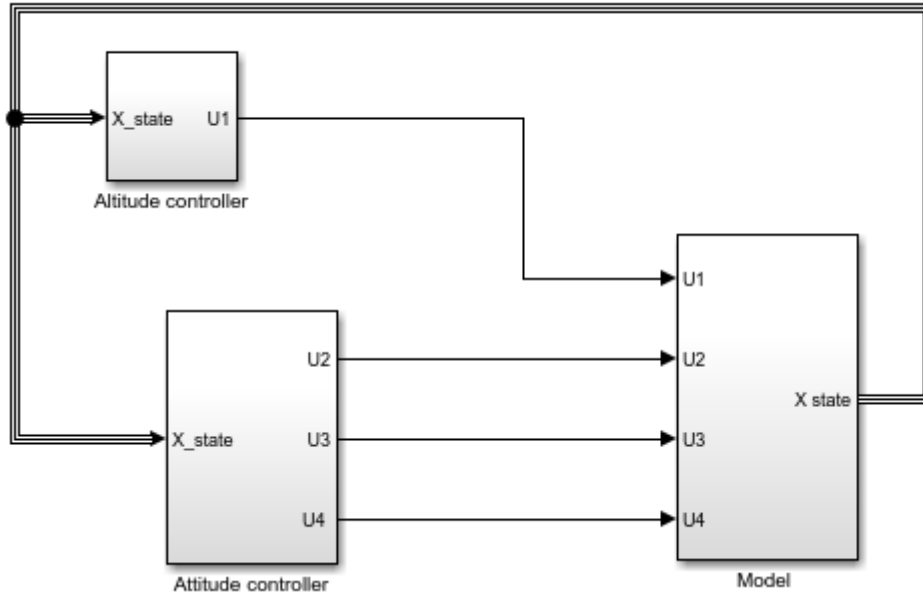 X_state U1
Altitude controller
U1
U2 U2
X state
X_state U3 U3
U4 U4
Attitude controller Model